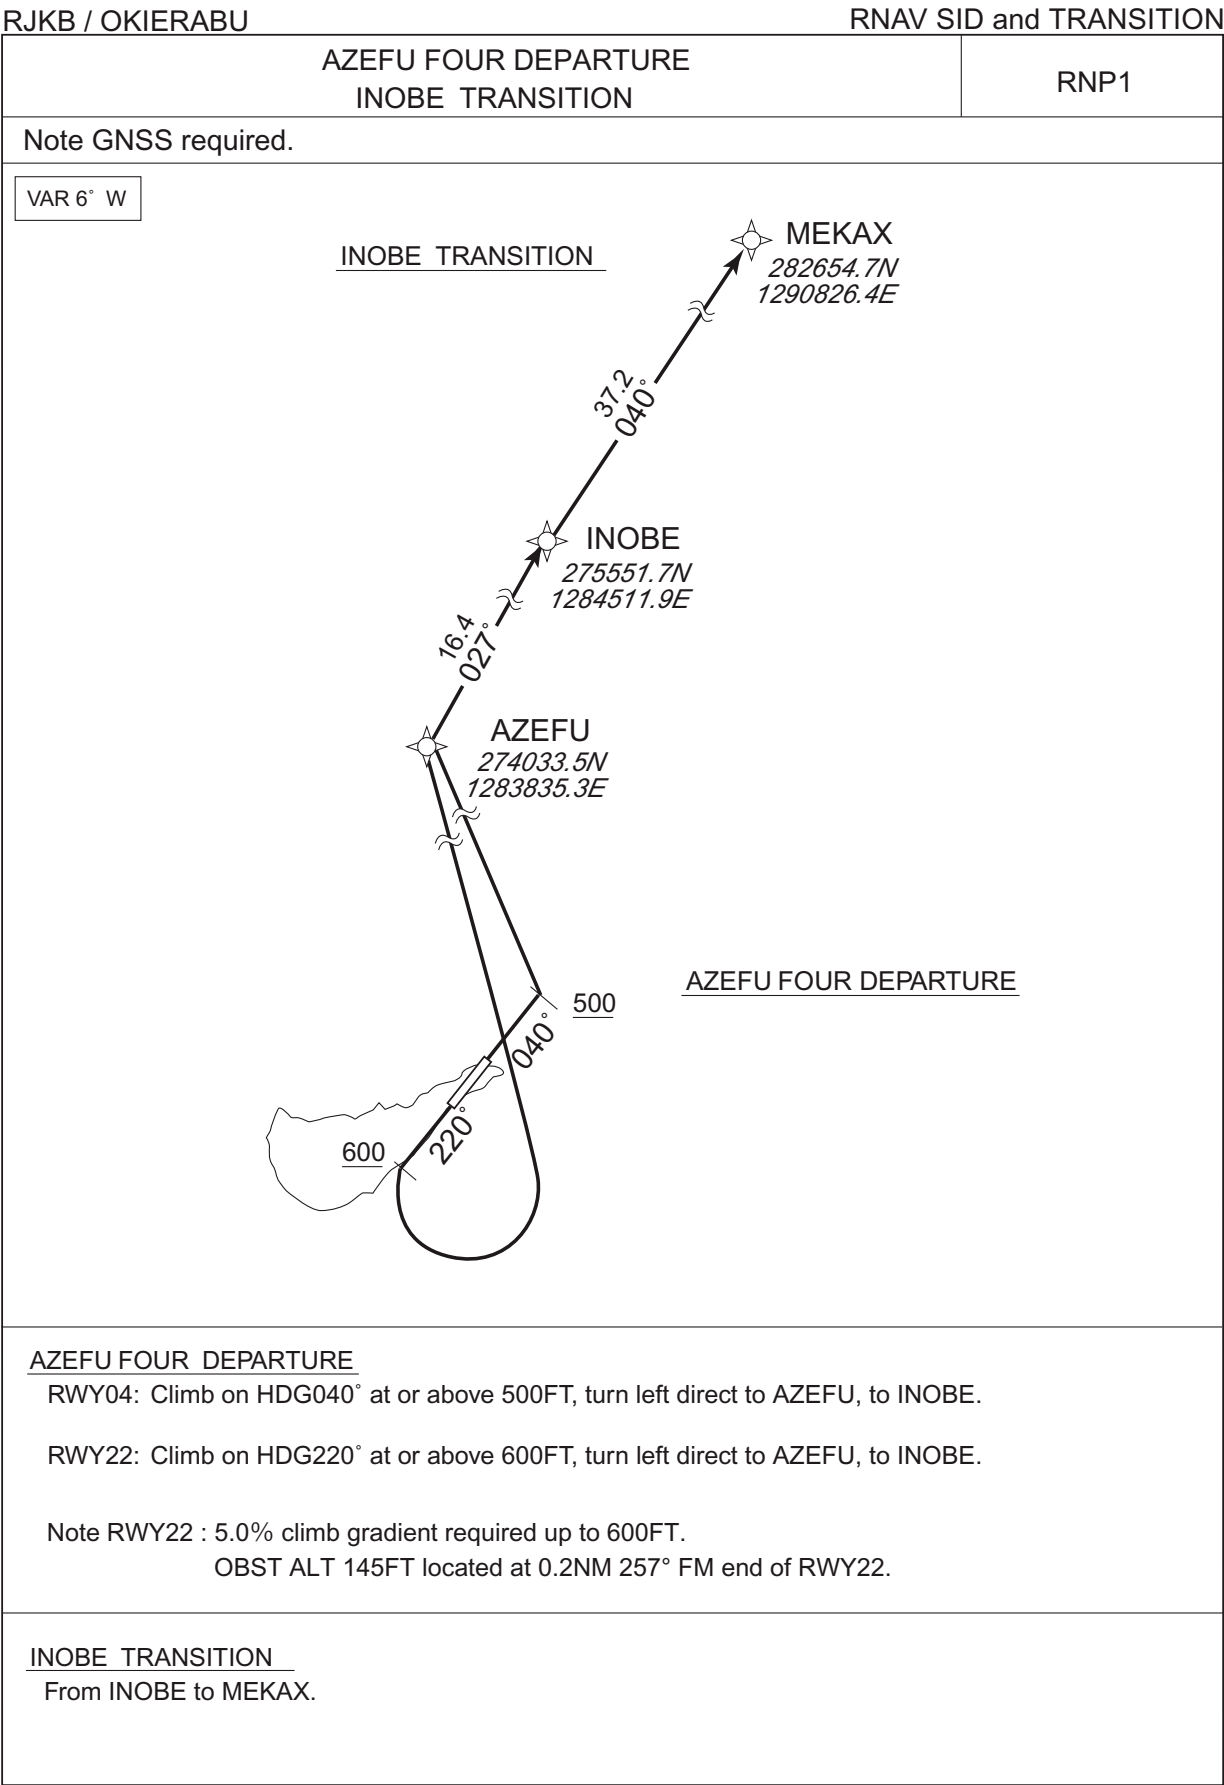 RJKB / OKIERABU
RNAV SID and TRANSITION
AZEFU FOUR DEPARTURE
INOBE TRANSITION
RNP1
Note GNSS required.
VAR 6° W
INOBE TRANSITION
MEKAX
282654.7N
1290826.4E
37.2
040°
INOBE
275551.7N
1284511.9E
16.4
027°
AZEFU
274033.5N
1283835.3E
AZEFU FOUR DEPARTURE
500
040°
600
220°
AZEFU FOUR DEPARTURE
RWY04: Climb on HDG040° at or above 500FT, turn left direct to AZEFU, to INOBE.
RWY22: Climb on HDG220° at or above 600FT, turn left direct to AZEFU, to INOBE.
Note RWY22 : 5.0% climb gradient required up to 600FT.
OBST ALT 145FT located at 0.2NM 257° FM end of RWY22.
INOBE TRANSITION
From INOBE to MEKAX.